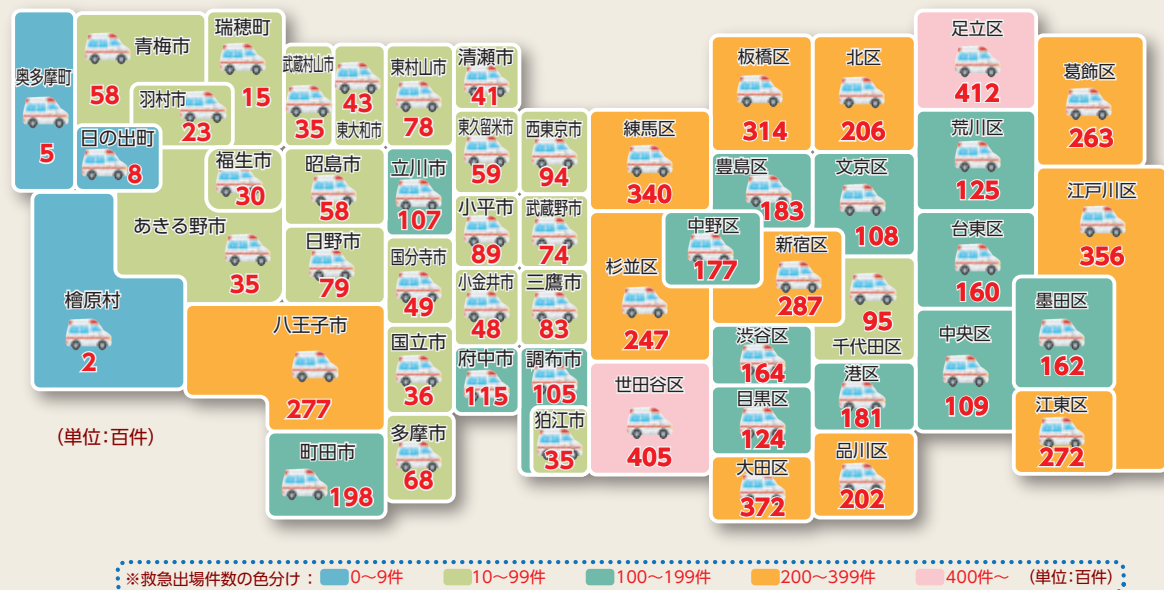 奥多摩町
5
青梅市
58
瑞穂町
15
羽村市
23
日の出町
8
武蔵村山市
35
43
東大和市
東村山市
78
清瀬市
41
東久留米市
59
西東京市
94
福生市
30
昭島市
58
立川市
107
あきる野市
35
日野市
79
国分寺市
49
小平市
89
武蔵野市
74
小金井市
48
三鷹市
83
檜原村
2
八王子市
277
国立市
36
府中市
115
調布市
105
狛江市
35
多摩市
68
町田市
198
(単位:百件)
練馬区
340
板橋区
314
北区
206
足立区
412
葛飾区
263
荒川区
125
豊島区
183
文京区
108
江戸川区
356
中野区
177
新宿区
287
台東区
160
杉並区
247
95
千代田区
墨田区
162
渋谷区
164
中央区
109
港区
181
世田谷区
405
目黒区
124
江東区
272
大田区
372
品川区
202
※救急出場件数の色分け: 0〜9件 10〜99件 100〜199件 200〜399件 400件〜 (単位:百件)